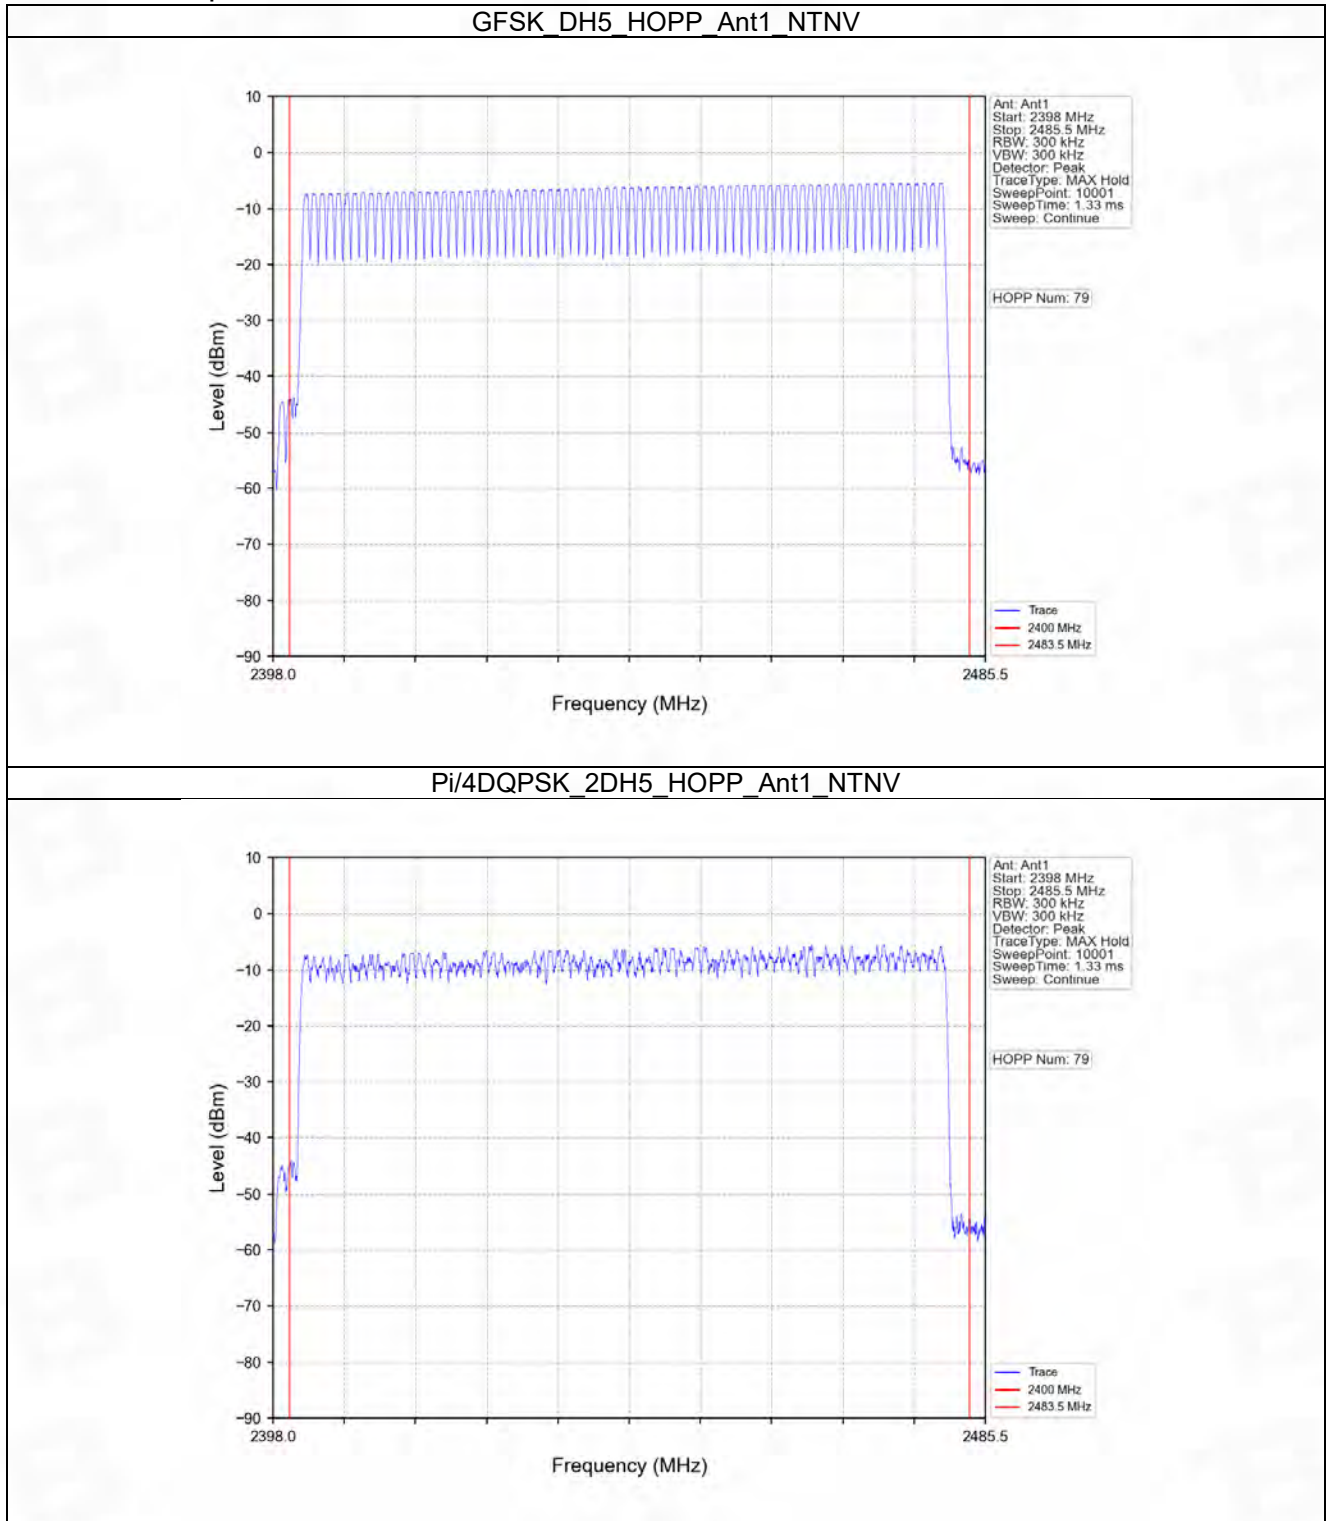 GFSK_DH5_HOPP_Ant1_NTNV
10
0
−10
−20
−30
−40
−50
−60
−70
−80
−90
Level (dBm)
2398.0
2485.5
Frequency (MHz)
Ant: Ant1
Start: 2398 MHz
Stop: 2485.5 MHz
RBW: 300 kHz
VBW: 300 kHz
Detector: Peak
TraceType: MAX Hold
SweepPoint: 10001
SweepTime: 1.33 ms
Sweep: Continue
HOPP Num: 79
Trace
2400 MHz
2483.5 MHz
Pi/4DQPSK_2DH5_HOPP_Ant1_NTNV
10
0
−10
−20
−30
−40
−50
−60
−70
−80
−90
Level (dBm)
2398.0
2485.5
Frequency (MHz)
Ant: Ant1
Start: 2398 MHz
Stop: 2485.5 MHz
RBW: 300 kHz
VBW: 300 kHz
Detector: Peak
TraceType: MAX Hold
SweepPoint: 10001
SweepTime: 1.33 ms
Sweep: Continue
HOPP Num: 79
Trace
2400 MHz
2483.5 MHz